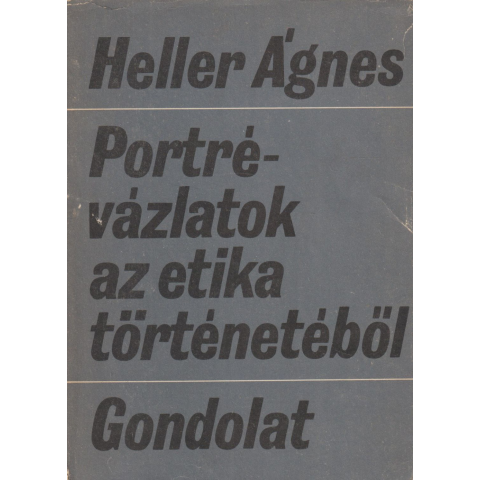 Heller Ágnes
Portré-
vázlatok
az etika
történetéből
Gondolat